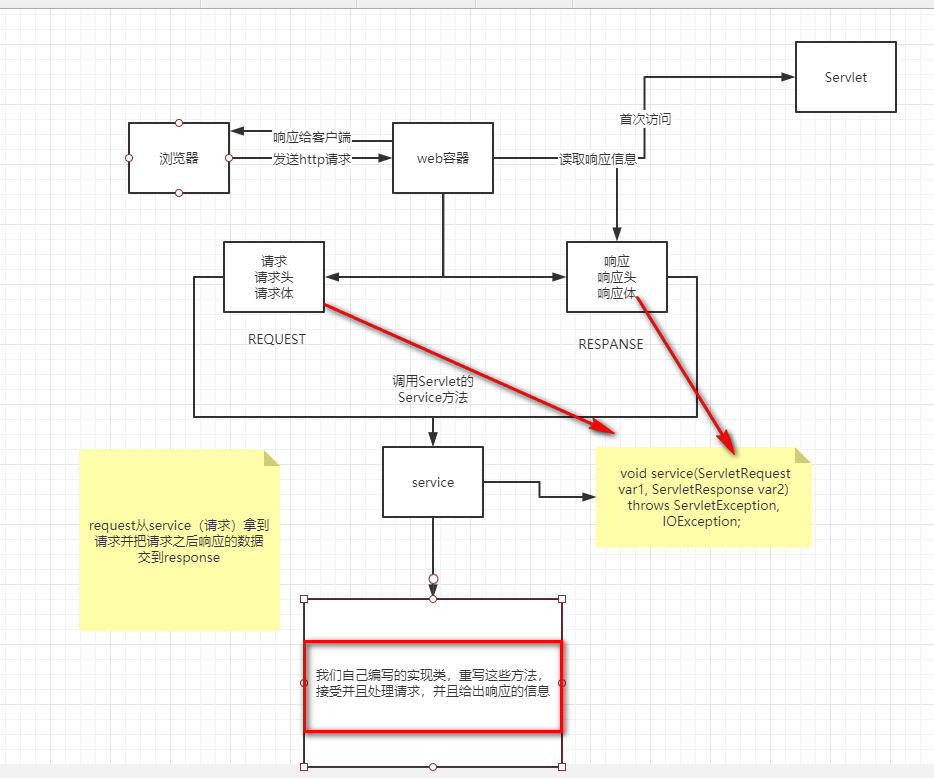 Servlet
首次访问
响应给客户端
浏览器
发送http请求
web容器
读取响应信息
请求
请求头
请求体
响应
响应头
响应体
REQUEST
RESPANSE
调用Servlet的
Service方法
service
void service(ServletRequest
var1, ServletResponse var2)
throws ServletException,
IOException;
request从service（请求）拿到
请求并把请求之后响应的数据
交到response
我们自己编写的实现类，重写这些方法，
接受并且处理请求，并且给出响应的信息